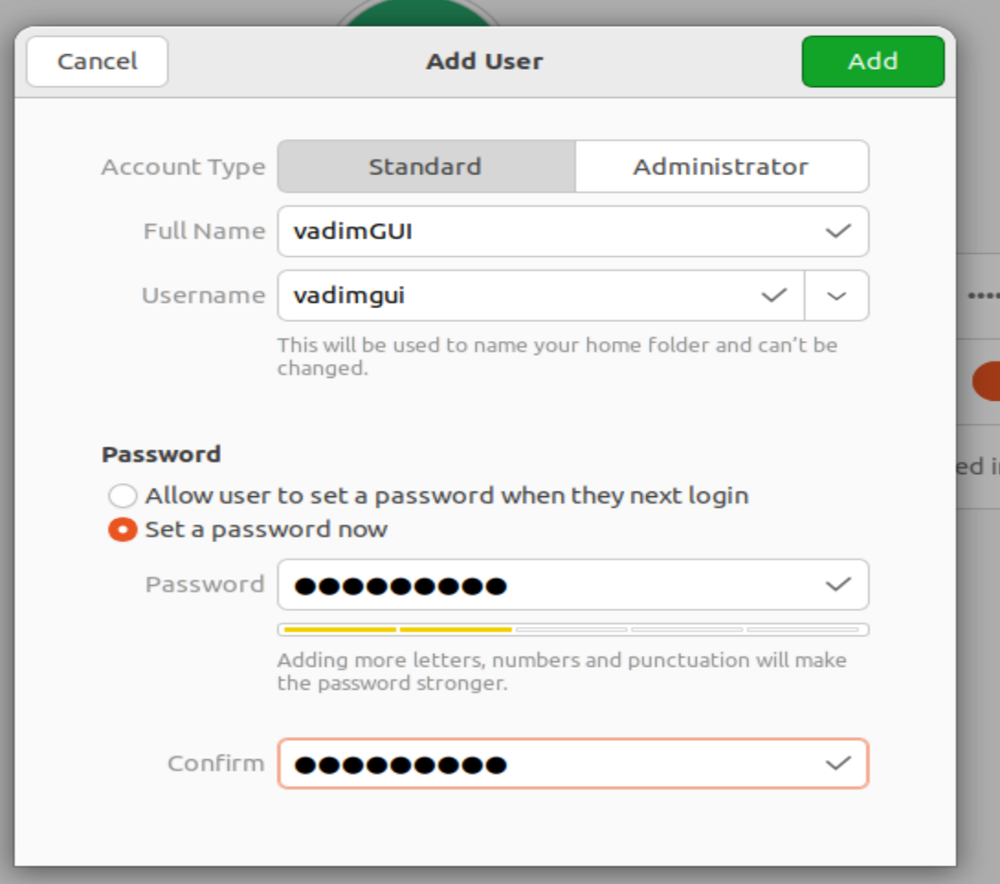 Cancel
Add User
Add
Account Type
Standard
Administrator
Full Name
vadimGUI
Username
vadimgui
This will be used to name your home folder and can’t be
changed.
Password
Allow user to set a password when they next login
Set a password now
Password
●●●●●●●●●
Adding more letters, numbers and punctuation will make
the password stronger.
Confirm
●●●●●●●●●